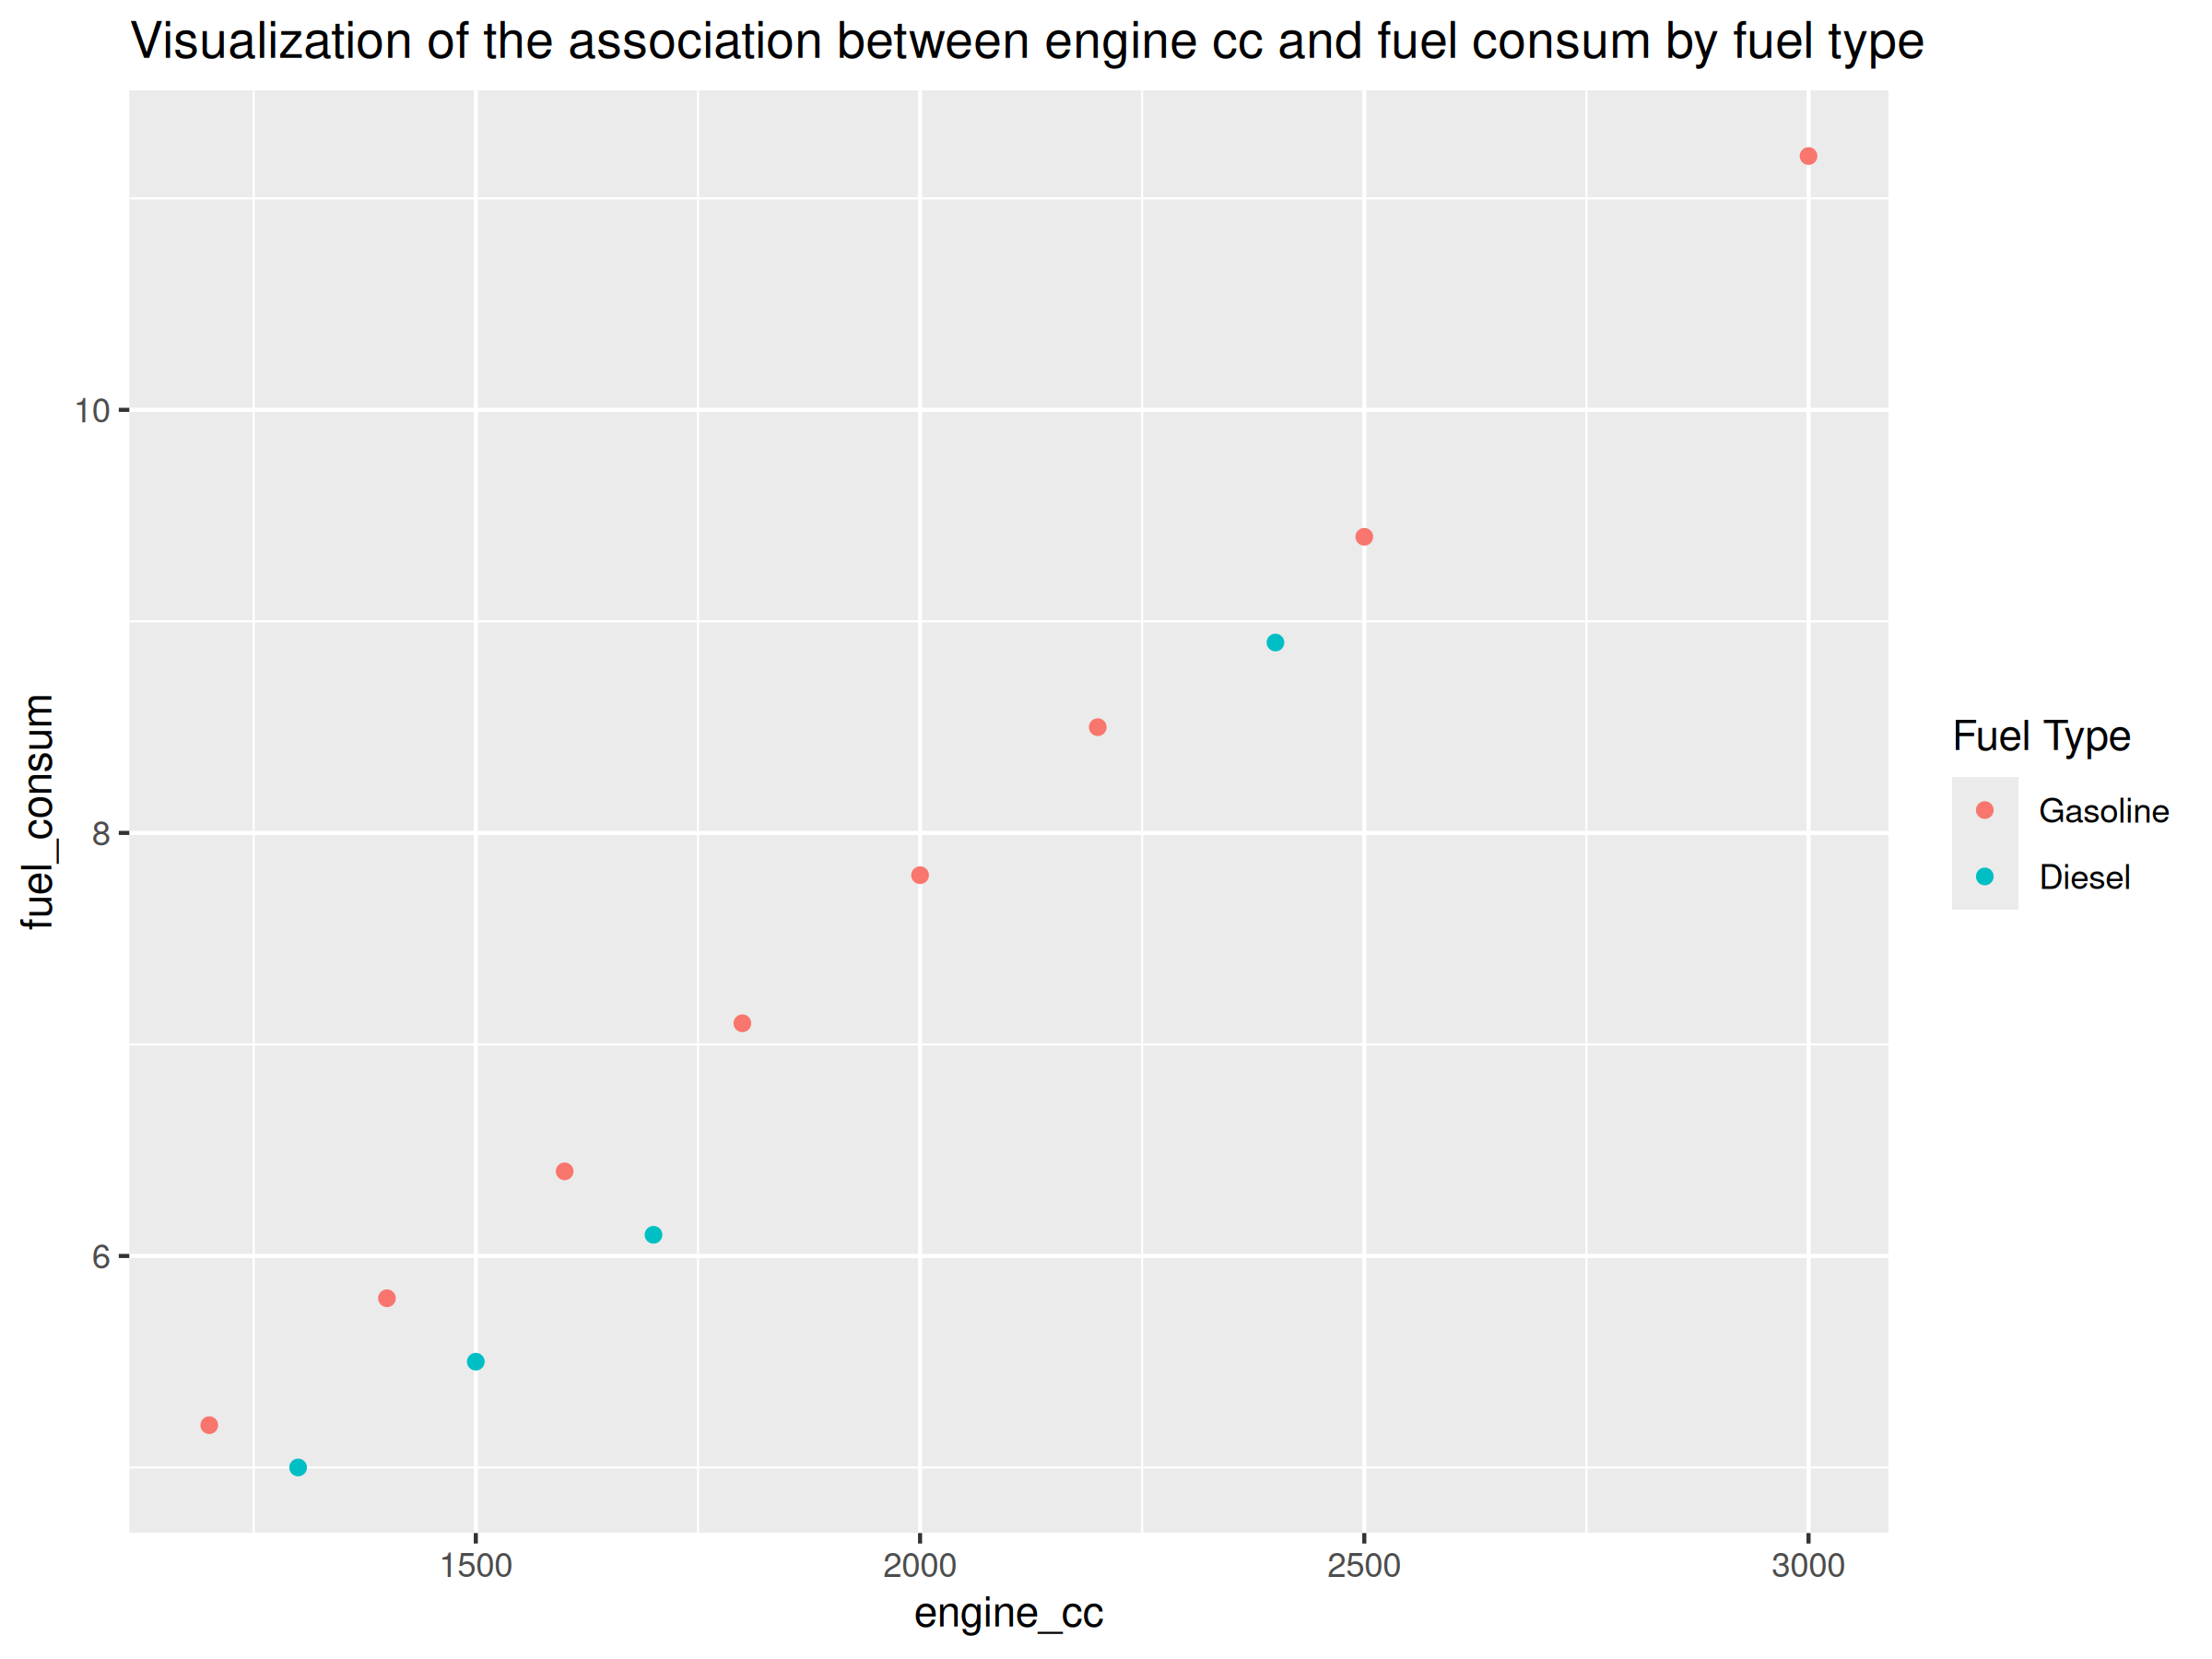 Visualization of the association between engine cc and fuel consum by fuel type
fuel_consum
10
8
6
1500 2000 2500 3000
engine_cc
Fuel Type
Gasoline
Diesel